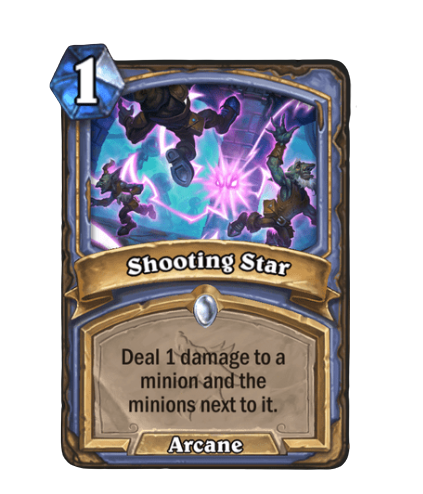 1
Shooting Star
Deal 1 damage to a
minion and the
minions next to it.
Arcane